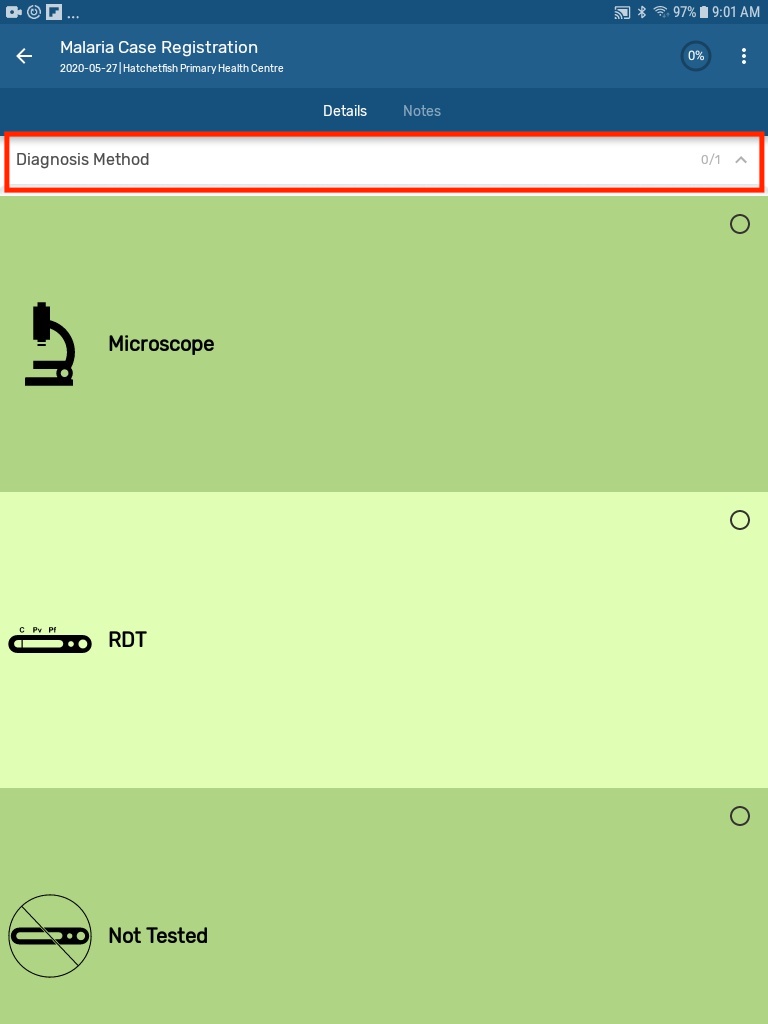 ... 97% 9:01 AM
Malaria Case Registration
2020-05-27 | Hatchetfish Primary Health Centre
0%
Details Notes
Diagnosis Method 0/1
Microscope
C Pv Pf
RDT
Not Tested